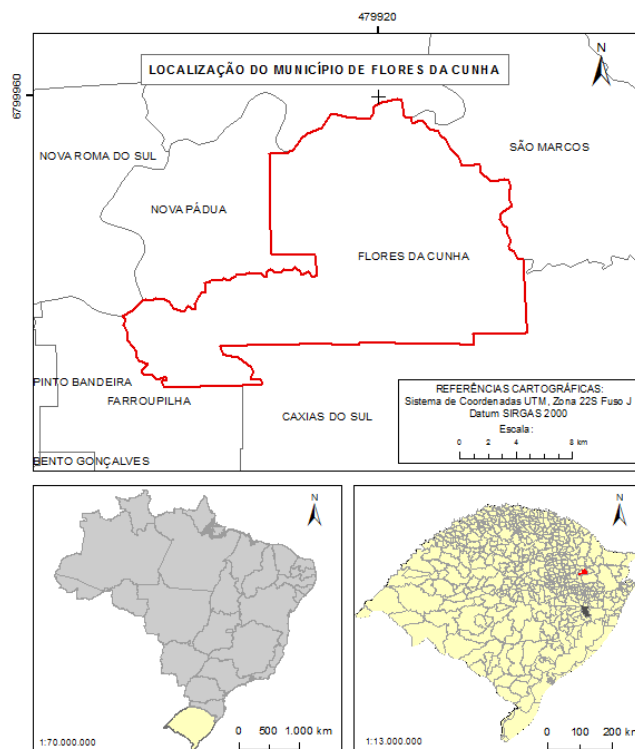 479920
6799960
N
LOCALIZAÇÃO DO MUNICÍPIO DE FLORES DA CUNHA
SÃO MARCOS
NOVA ROMA DO SUL
NOVA PÁDUA
FLORES DA CUNHA
PINTO BANDEIRA
FARROUPILHA
CAXIAS DO SUL
BENTO GONÇALVES
REFERÊNCIAS CARTOGRÁFICAS:
Sistema de Coordenadas UTM, Zona 22S Fuso J
Datum SIRGAS 2000
Escala:
0 2 4 8 km
N
0 500 1.000 km
1:70.000.000
N
0 100 200 km
1:13.000.000